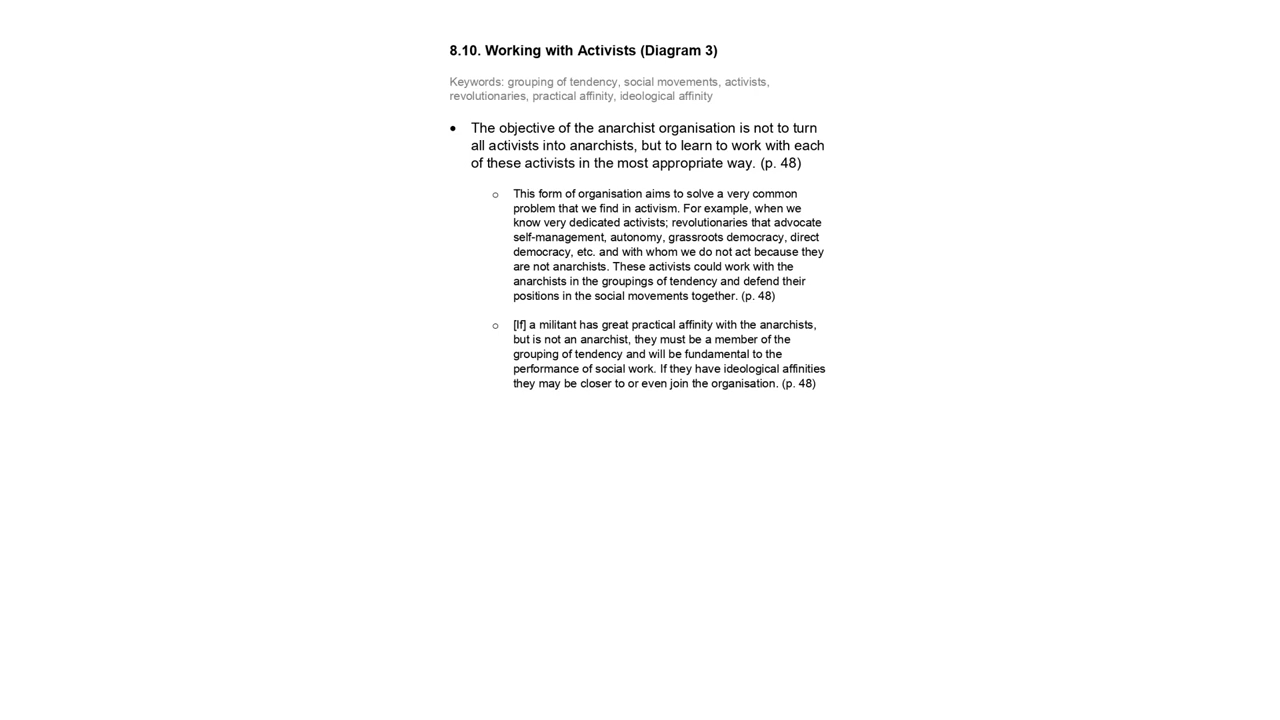 8.10. Working with Activists (Diagram 3)
Keywords: grouping of tendency, social movements, activists,
revolutionaries, practical affinity, ideological affinity
• The objective of the anarchist organisation is not to turn
all activists into anarchists, but to learn to work with each
of these activists in the most appropriate way. (p. 48)
o This form of organisation aims to solve a very common
problem that we find in activism. For example, when we
know very dedicated activists; revolutionaries that advocate
self-management, autonomy, grassroots democracy, direct
democracy, etc. and with whom we do not act because they
are not anarchists. These activists could work with the
anarchists in the groupings of tendency and defend their
positions in the social movements together. (p. 48)
o [If] a militant has great practical affinity with the anarchists,
but is not an anarchist, they must be a member of the
grouping of tendency and will be fundamental to the
performance of social work. If they have ideological affinities
they may be closer to or even join the organisation. (p. 48)